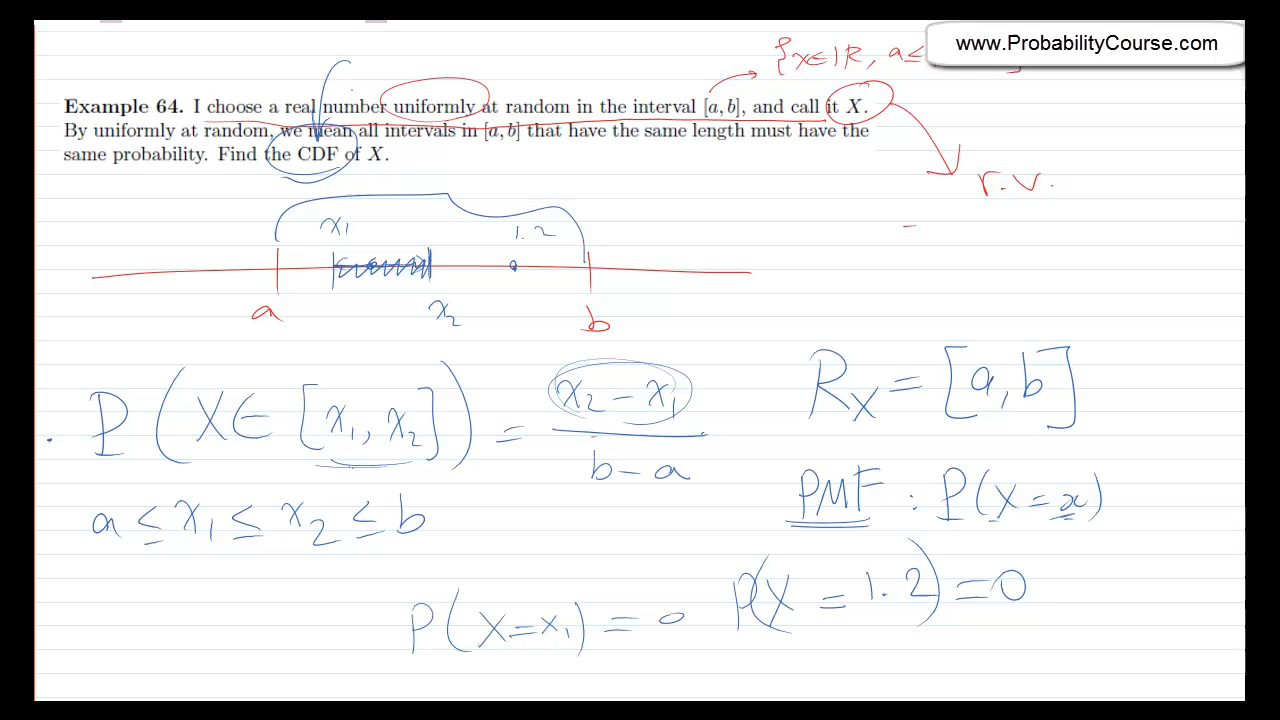 www.ProbabilityCourse.com
{x∈ℝ, a≤
Example 64. I choose a real number uniformly at random in the interval [a, b], and call it X.
By uniformly at random, we mean all intervals in [a, b] that have the same length must have the
same probability. Find the CDF of X.
r.v.
x₁ 1.2
a x₂ b
P(X∈[x₁, x₂]) = (x₂ − x₁)/(b − a)
R_X = [a, b]
a ≤ x₁ ≤ x₂ ≤ b
PMF : P(X = x)
P(X = 1.2) = 0
P(X = x₁) = 0